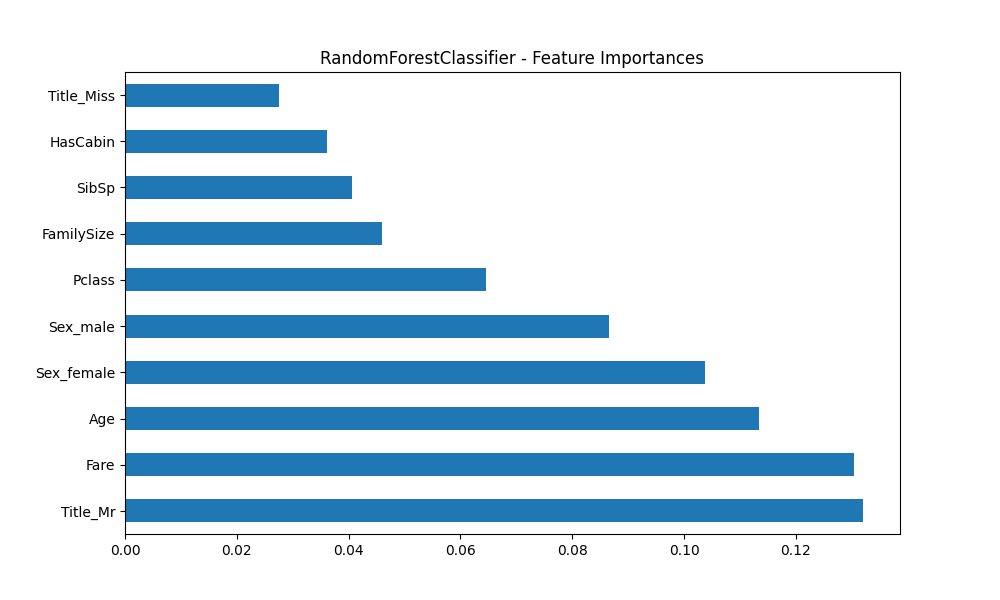 RandomForestClassifier - Feature Importances
Title_Miss
HasCabin
SibSp
FamilySize
Pclass
Sex_male
Sex_female
Age
Fare
Title_Mr
0.00 0.02 0.04 0.06 0.08 0.10 0.12